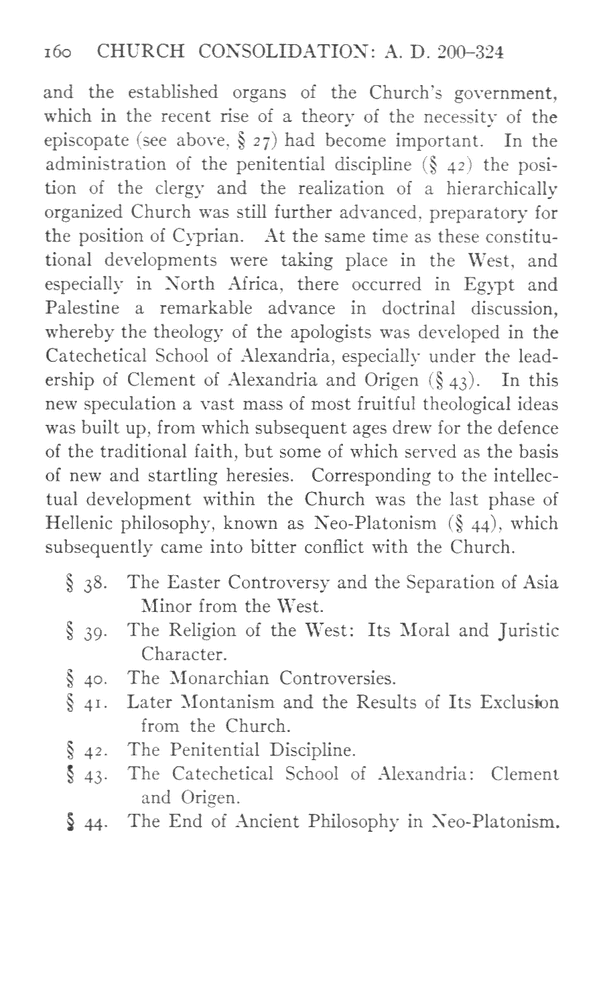 160 CHURCH CONSOLIDATION: A. D. 200–324
and the established organs of the Church's government,
which in the recent rise of a theory of the necessity of the
episcopate (see above, § 27) had become important. In the
administration of the penitential discipline (§ 42) the posi-
tion of the clergy and the realization of a hierarchically
organized Church was still further advanced, preparatory for
the position of Cyprian. At the same time as these constitu-
tional developments were taking place in the West, and
especially in North Africa, there occurred in Egypt and
Palestine a remarkable advance in doctrinal discussion,
whereby the theology of the apologists was developed in the
Catechetical School of Alexandria, especially under the lead-
ership of Clement of Alexandria and Origen (§ 43). In this
new speculation a vast mass of most fruitful theological ideas
was built up, from which subsequent ages drew for the defence
of the traditional faith, but some of which served as the basis
of new and startling heresies. Corresponding to the intellec-
tual development within the Church was the last phase of
Hellenic philosophy, known as Neo-Platonism (§ 44), which
subsequently came into bitter conflict with the Church.
§ 38. The Easter Controversy and the Separation of Asia
Minor from the West.
§ 39. The Religion of the West: Its Moral and Juristic
Character.
§ 40. The Monarchian Controversies.
§ 41. Later Montanism and the Results of Its Exclusion
from the Church.
§ 42. The Penitential Discipline.
§ 43. The Catechetical School of Alexandria: Clement
and Origen.
§ 44. The End of Ancient Philosophy in Neo-Platonism.